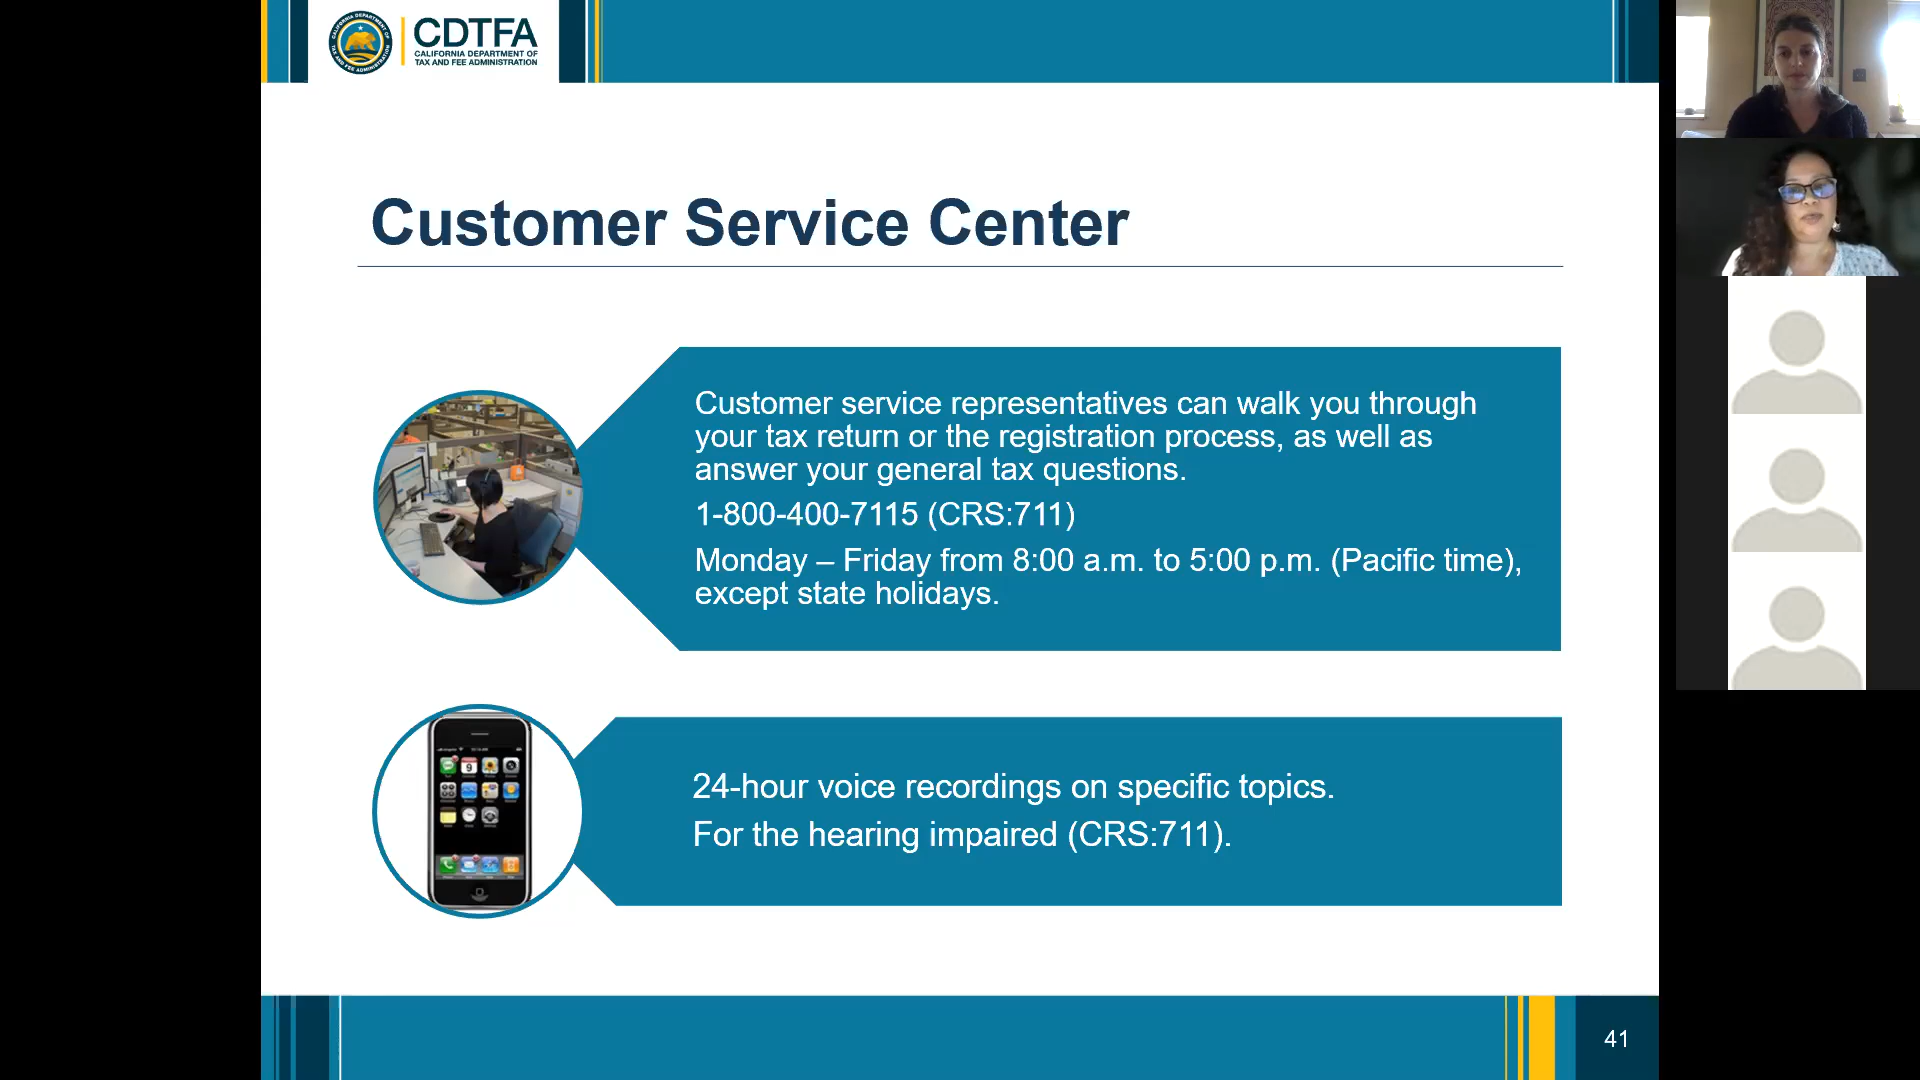 CDTFA
CALIFORNIA DEPARTMENT OF
TAX AND FEE ADMINISTRATION
Customer Service Center
Customer service representatives can walk you through
your tax return or the registration process, as well as
answer your general tax questions.
1-800-400-7115 (CRS:711)
Monday – Friday from 8:00 a.m. to 5:00 p.m. (Pacific time),
except state holidays.
9
24-hour voice recordings on specific topics.
For the hearing impaired (CRS:711).
41